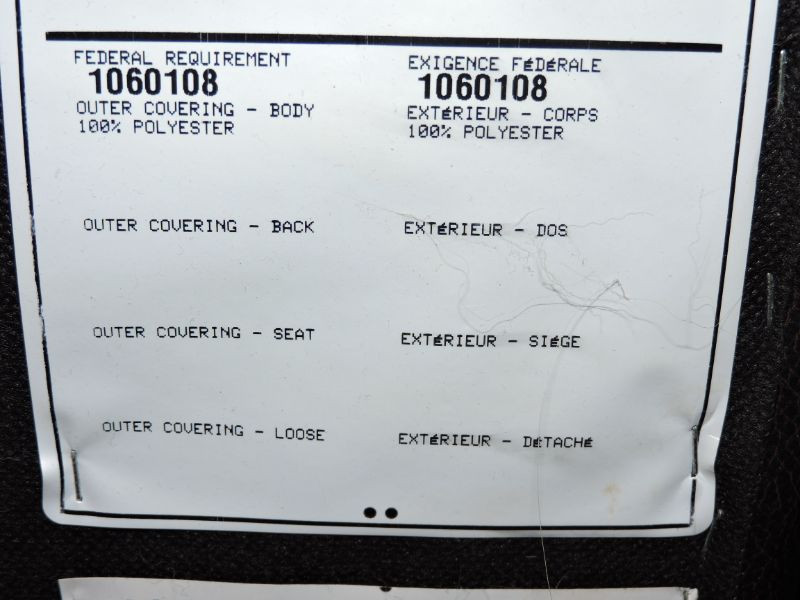 FEDERAL REQUIREMENT
1060108
OUTER COVERING - BODY
100% POLYESTER
OUTER COVERING - BACK
OUTER COVERING - SEAT
OUTER COVERING - LOOSE
EXIGENCE FÉDÉRALE
1060108
EXTÉRIEUR - CORPS
100% POLYESTER
EXTÉRIEUR - DOS
EXTÉRIEUR - SIÉGE
EXTÉRIEUR - DÉTACHÉ